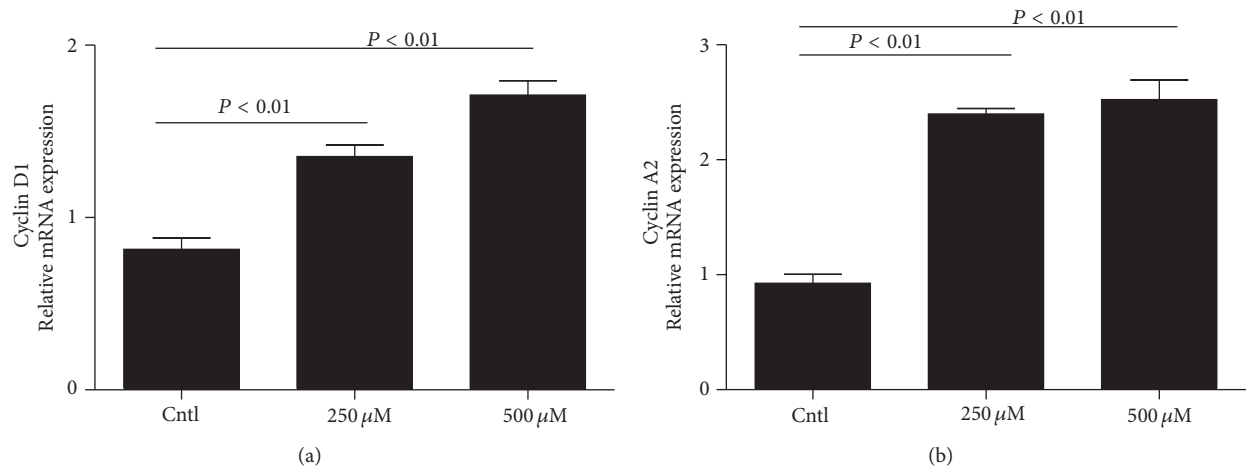 P < 0.01
P < 0.01
2
1
0
Cyclin D1
Relative mRNA expression
Cntl
250 μM
500 μM
(a)
P < 0.01
P < 0.01
3
2
1
0
Cyclin A2
Relative mRNA expression
Cntl
250 μM
500 μM
(b)